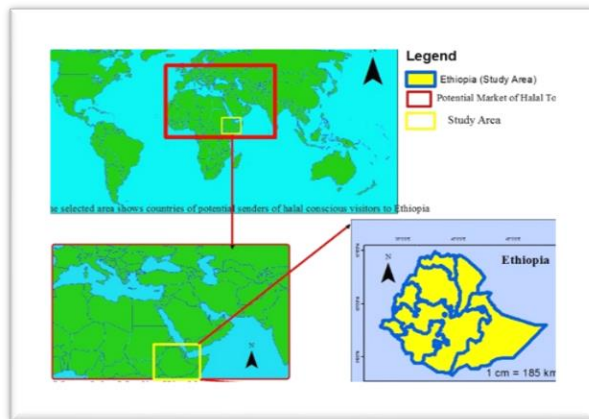 Legend
Ethiopia (Study Area)
Potential Market of Halal To
Study Area
e selected area shows countries of potential senders of halal conscious visitors to Ethiopia
Ethiopia
N
N
1 cm = 185 km